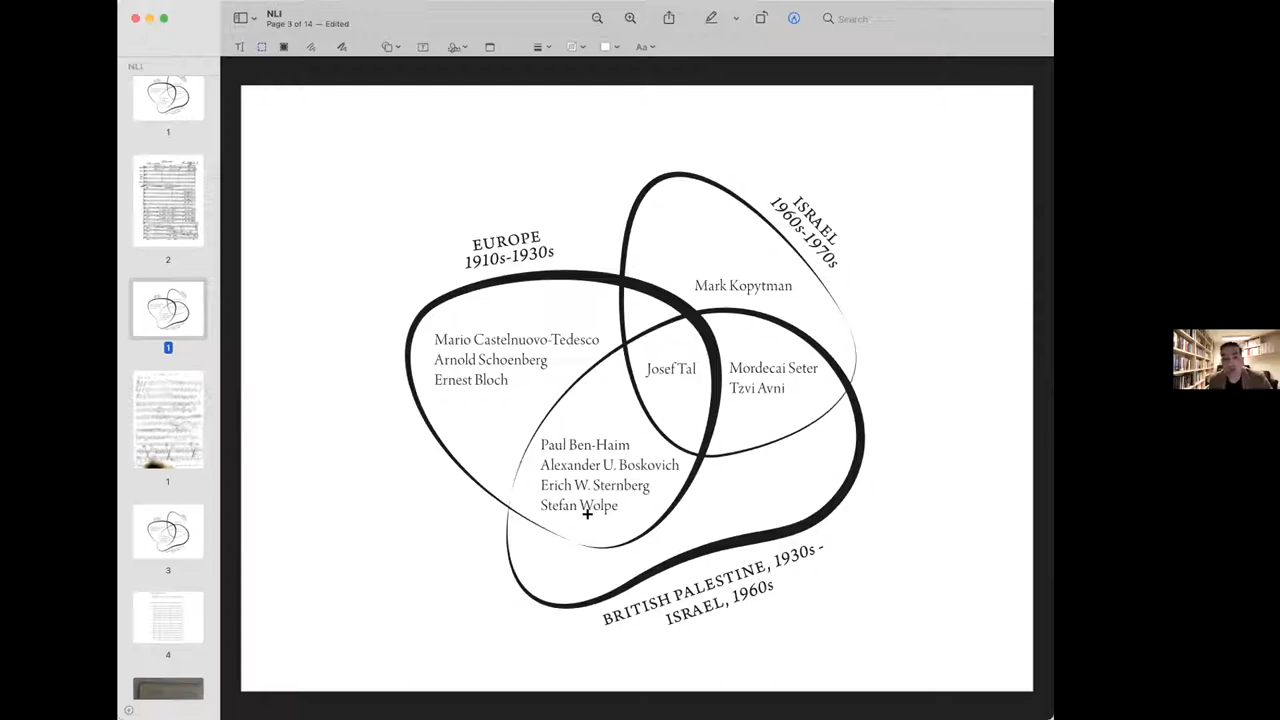 NLI
Page 3 of 14 — Edited
Search
Aa
NLI
1
2
1
1
3
4
EUROPE
1910s-1930s
ISRAEL
1960s-1970s
Mark Kopytman
Mario Castelnuovo-Tedesco
Arnold Schoenberg
Ernest Bloch
Josef Tal
Mordecai Seter
Tzvi Avni
Paul Ben-Haim
Alexander U. Boskovich
Erich W. Sternberg
Stefan Wolpe
BRITISH PALESTINE, 1930s -
ISRAEL, 1960s